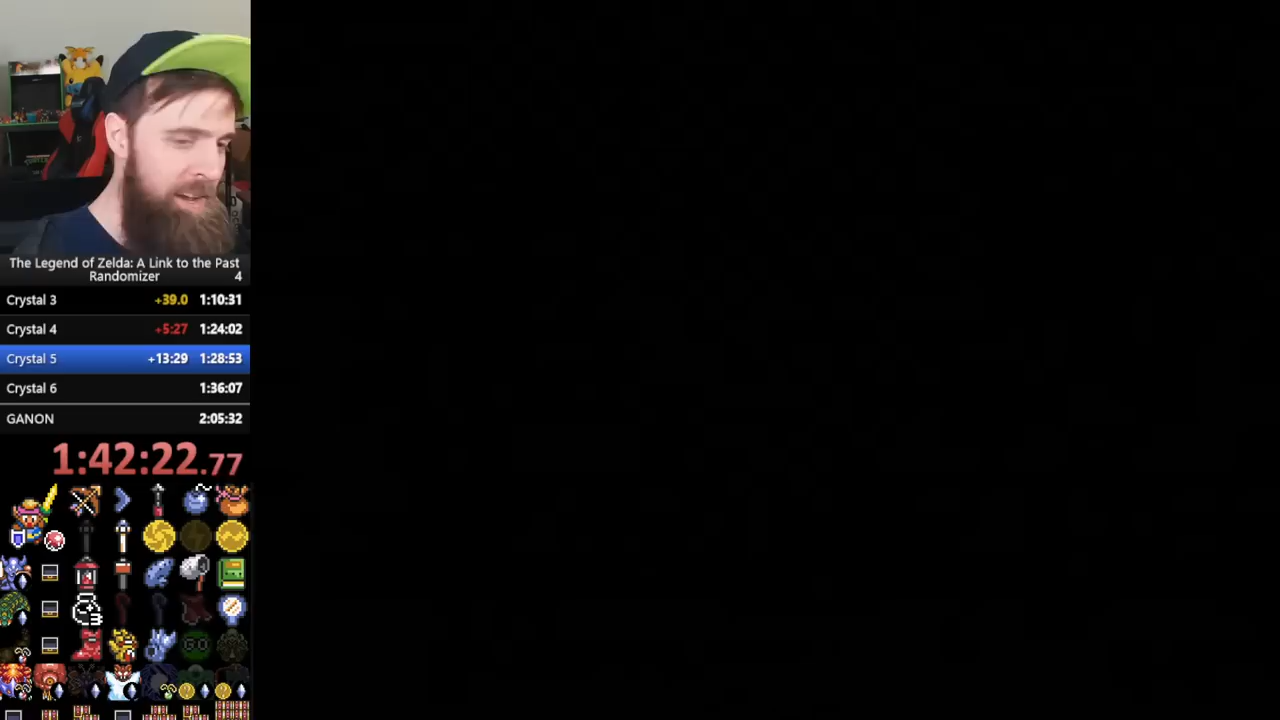 The Legend of Zelda: A Link to the Past
Randomizer 4
Crystal 3 +39.0 1:10:31
Crystal 4 +5:27 1:24:02
Crystal 5 +13:29 1:28:53
Crystal 6 1:36:07
GANON 2:05:32
1:42:22.77
3
GO